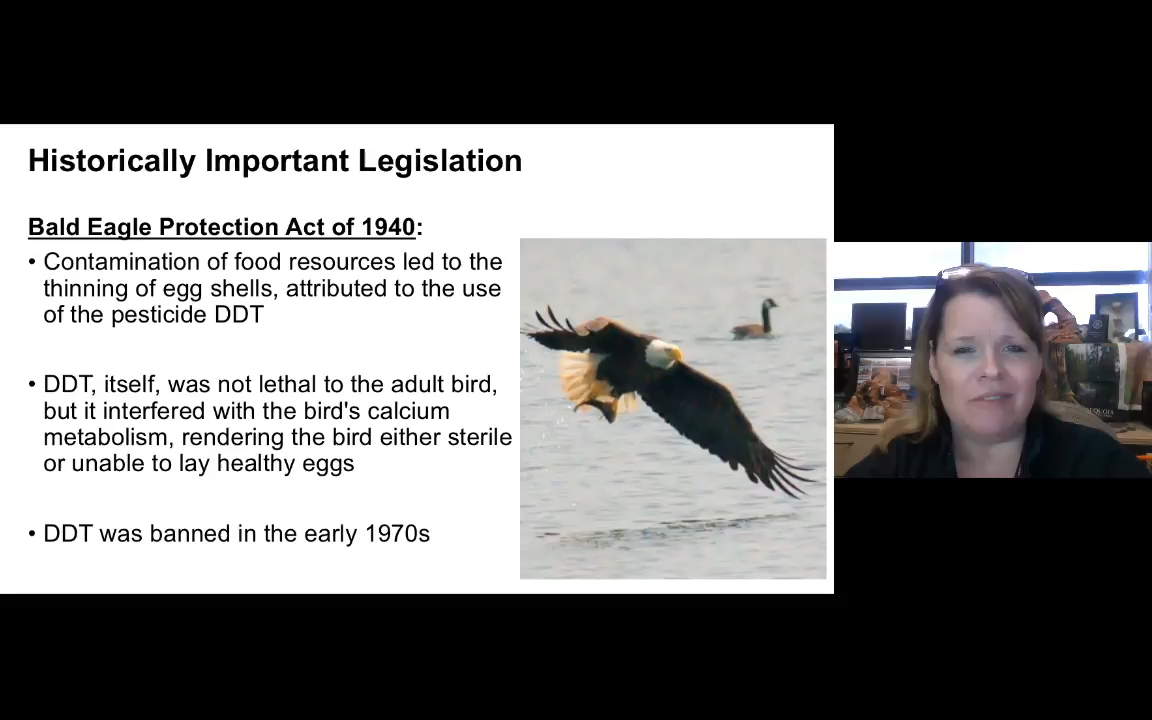 Historically Important Legislation
Bald Eagle Protection Act of 1940:
• Contamination of food resources led to the
thinning of egg shells, attributed to the use
of the pesticide DDT
• DDT, itself, was not lethal to the adult bird,
but it interfered with the bird's calcium
metabolism, rendering the bird either sterile
or unable to lay healthy eggs
• DDT was banned in the early 1970s